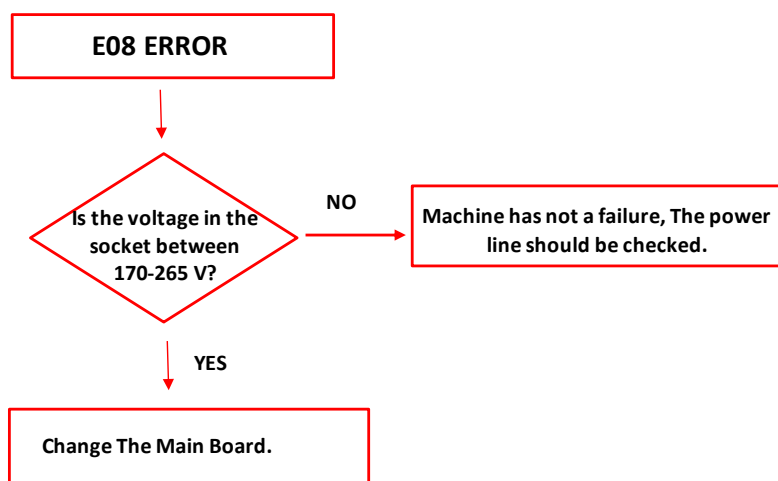 E08 ERROR
Is the voltage in the
socket between
170-265 V?
NO
Machine has not a failure, The power
line should be checked.
YES
Change The Main Board.